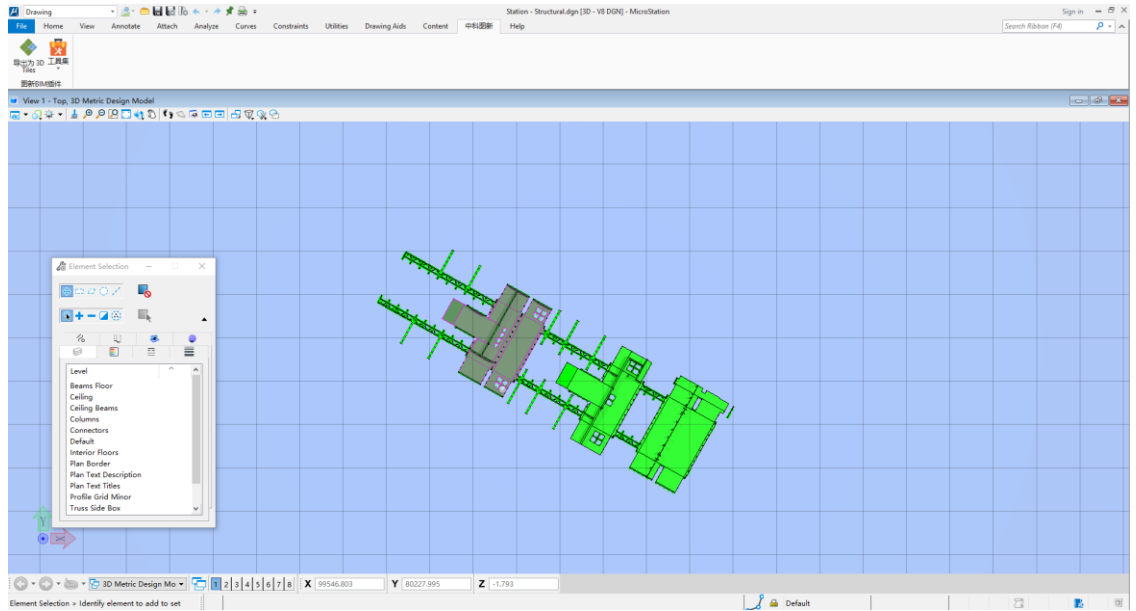 Drawing
Station - Structural.dgn [3D - V8 DGN] - MicroStation
Sign in
File Home View Annotate Attach Analyze Curves Constraints Utilities Drawing Aids Content 中科图新 Help
Search Ribbon (F4)
导出为 3D Tiles
工具集
图新BIM插件
View 1 - Top, 3D Metric Design Model
Element Selection
Level
Beams Floor
Ceiling
Ceiling Beams
Columns
Connectors
Default
Interior Floors
Plan Border
Plan Text Description
Plan Text Titles
Profile Grid Minor
Truss Side Box
Y
3D Metric Design Mo 1 2 3 4 5 6 7 8 X 99546.803 Y 80227.995 Z -1.793
Element Selection > Identify element to add to set
Default